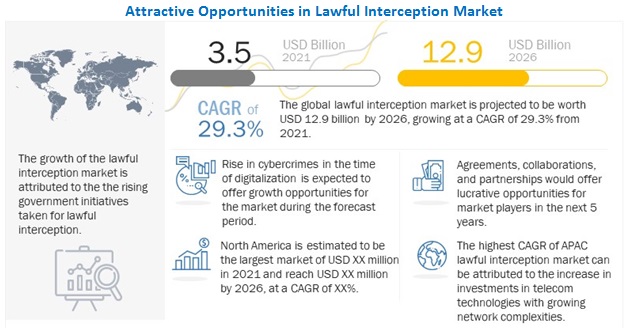 Attractive Opportunities in Lawful Interception Market
3.5
USD Billion
2021
12.9
USD Billion
2026
CAGR of
29.3%
The global lawful interception market is projected to be worth
USD 12.9 billion by 2026, growing at a CAGR of 29.3% from
2021.
The growth of the lawful
interception market is
attributed to the the rising
government initiatives
taken for lawful
interception.
Rise in cybercrimes in the time
of digitalization is expected to
offer growth opportunities for
the market during the forecast
period.
Agreements, collaborations,
and partnerships would offer
lucrative opportunities for
market players in the next 5
years.
North America is estimated to be
the largest market of USD XX million
in 2021 and reach USD XX million
by 2026, at a CAGR of XX%.
The highest CAGR of APAC
lawful interception market can
be attributed to the increase in
investments in telecom
technologies with growing
network complexities.